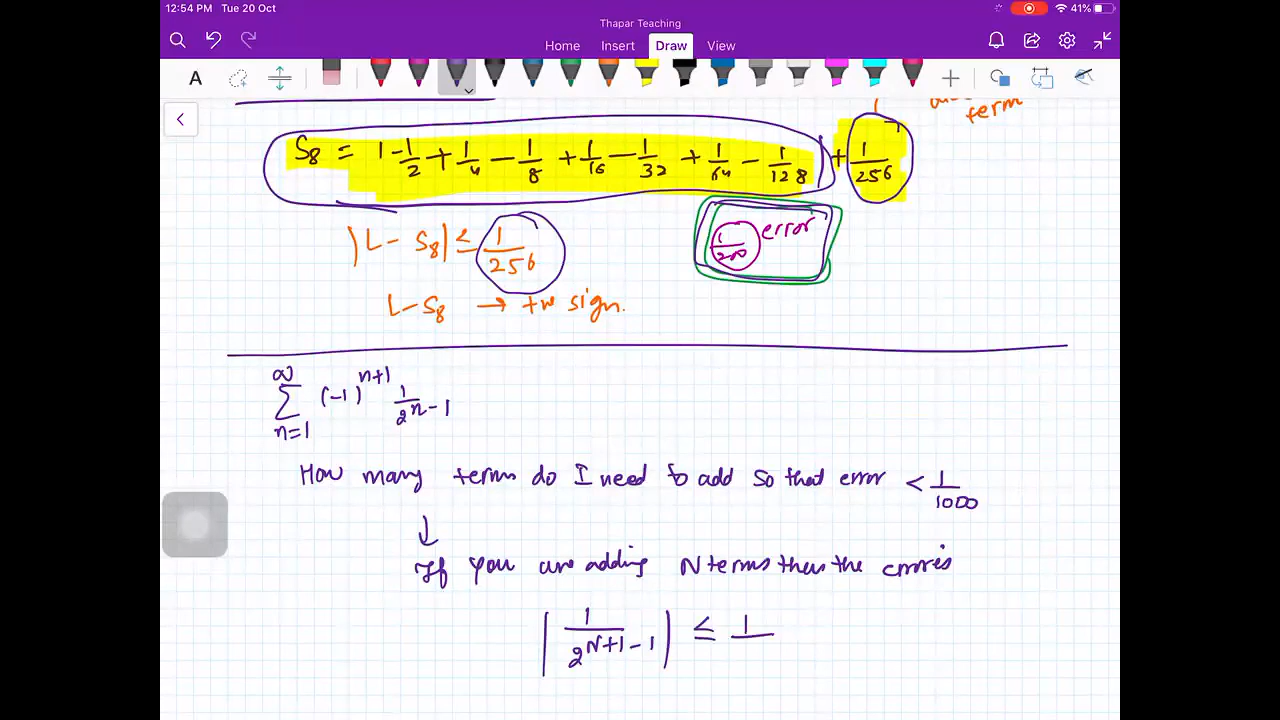 12:54 PM Tue 20 Oct
41%
Thapar Teaching
Home Insert Draw View
A
term
S8 = 1 - 1/2 + 1/4 - 1/8 + 1/16 - 1/32 + 1/64 - 1/128 + 1/256
|L - S8| ≤ 1/256
1/200 error
L - S8 → +ve sign.
∑_{n=1}^{∞} (-1)^{n+1} 1/2^n - 1
How many terms do I need to add so that error < 1/1000
↓
If you are adding N terms then the error is
|1/(2^{N+1} - 1)| ≤ 1/